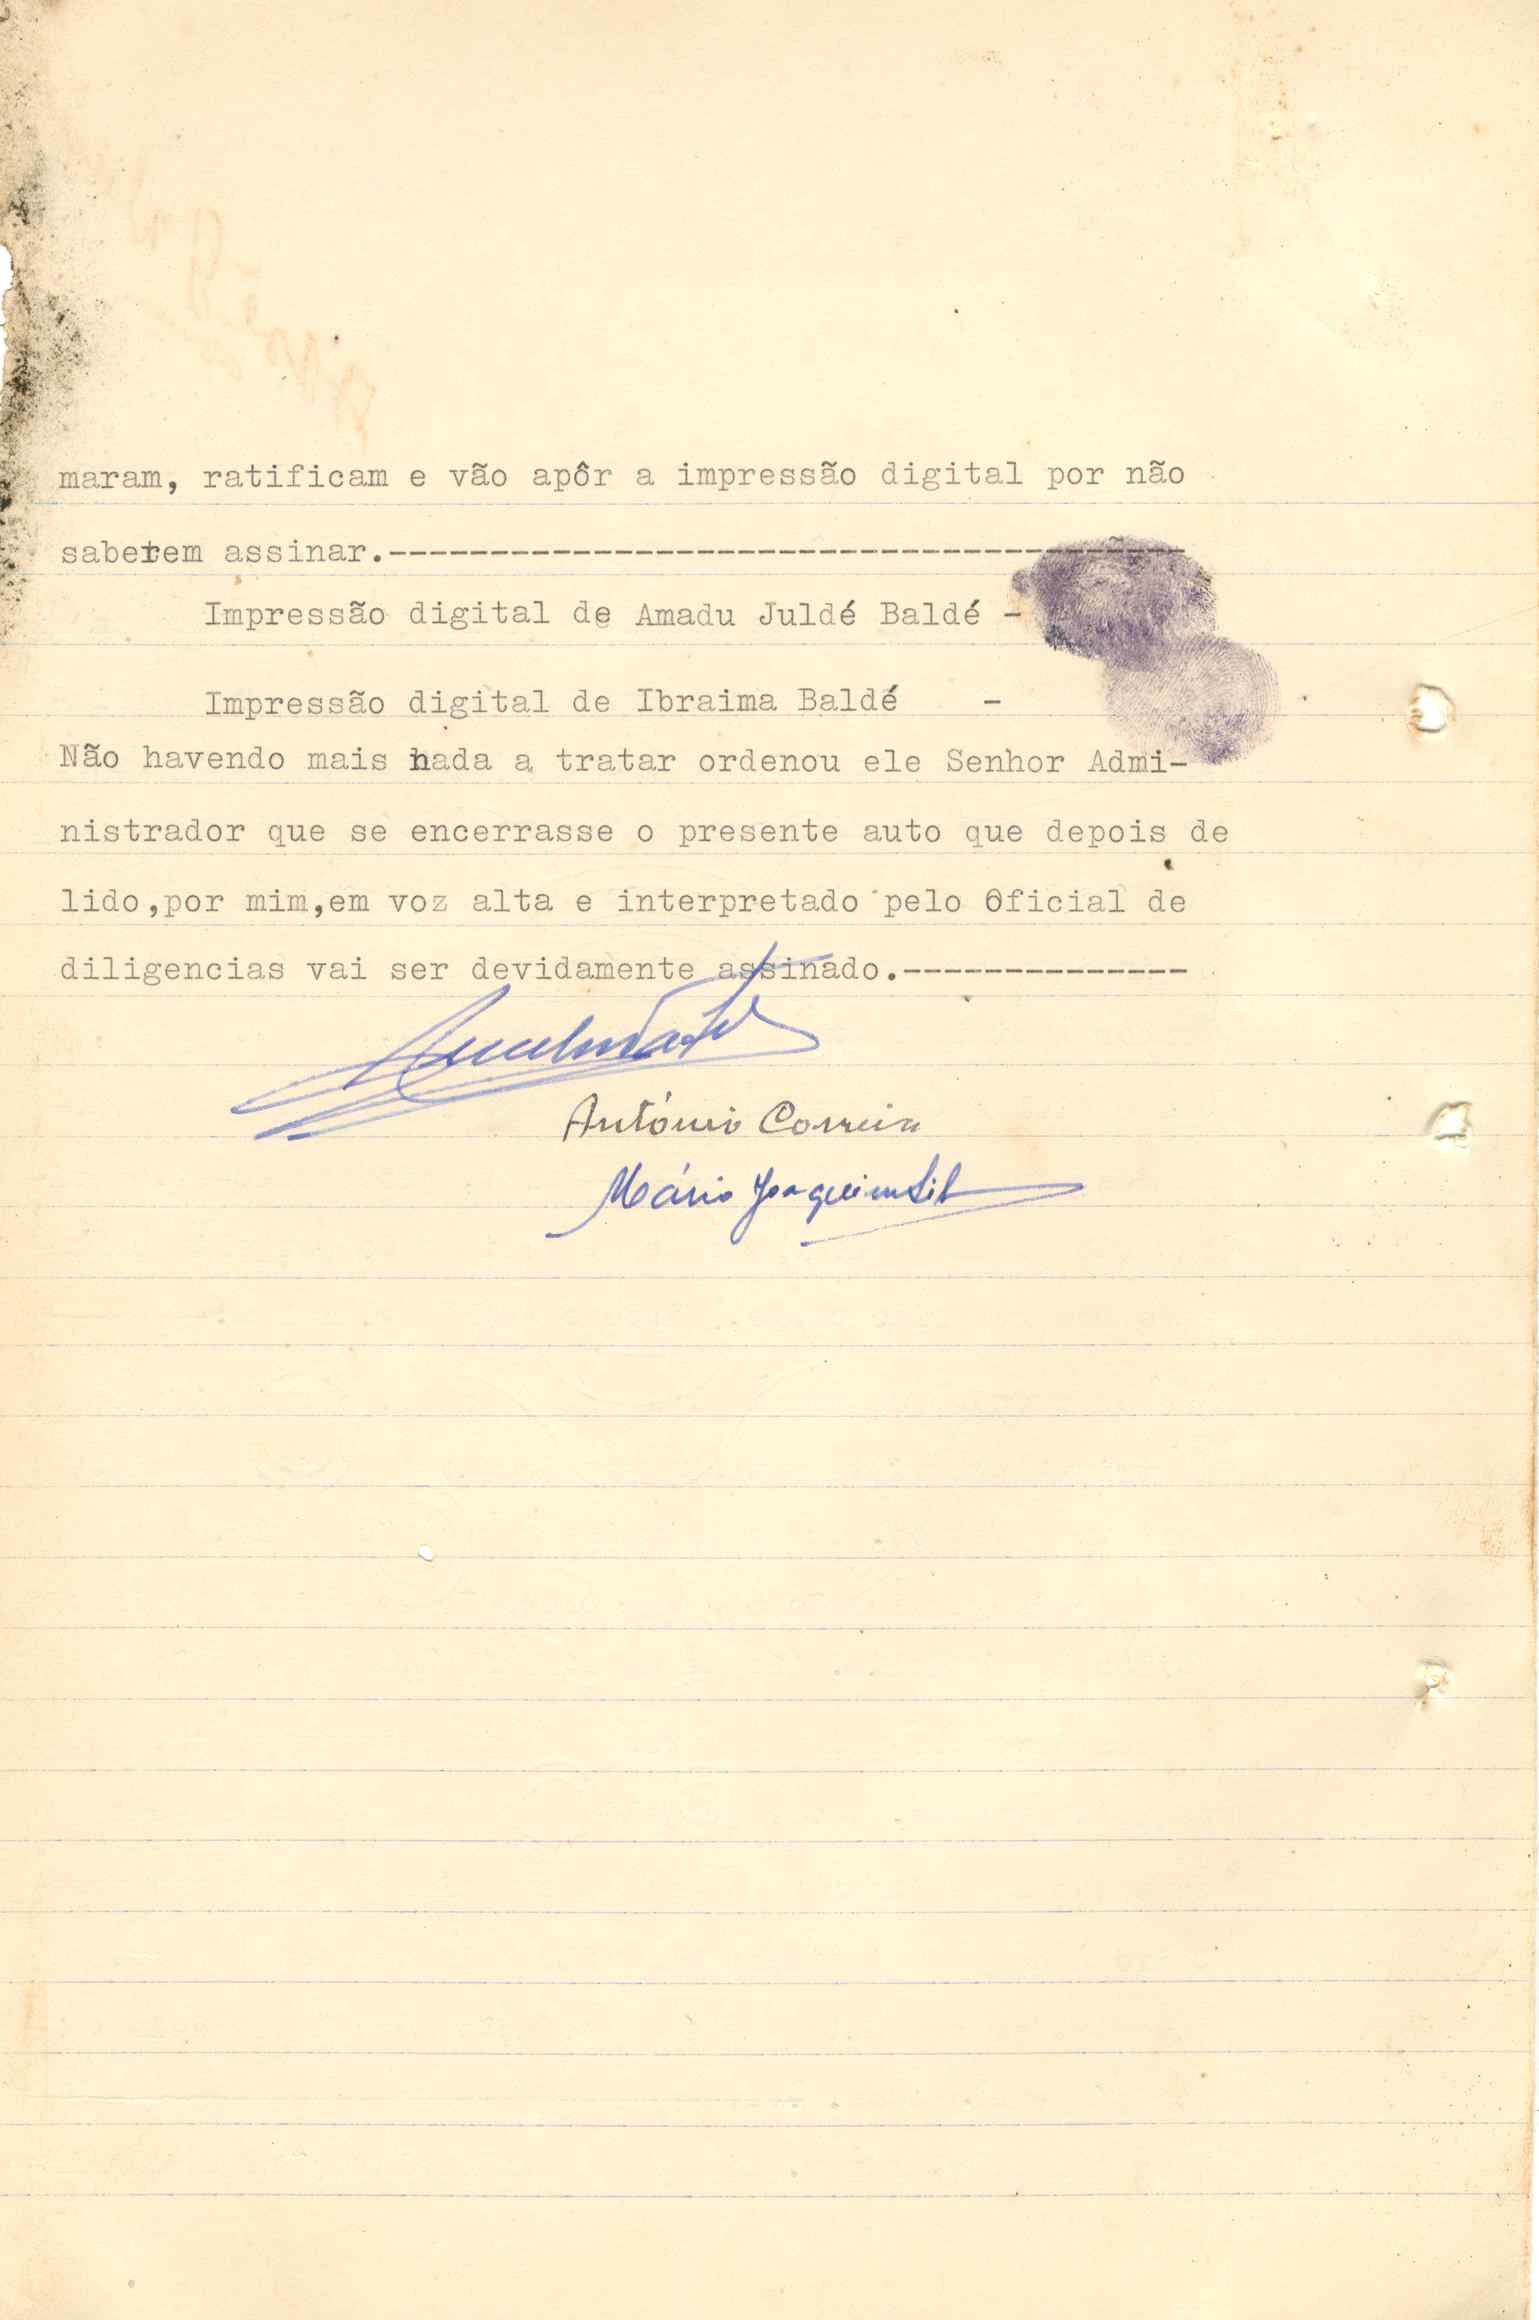 maram, ratificam e vão apôr a impressão digital por não
saberem assinar.---------------------------------------
Impressão digital de Amadu Juldé Baldé -
Impressão digital de Ibraima Baldé -
Não havendo mais nada a tratar ordenou ele Senhor Admi-
nistrador que se encerrasse o presente auto que depois de
lido,por mim,em voz alta e interpretado pelo Oficial de
diligencias vai ser devidamente assinado.--------------
António Correia
Mário Joaquim